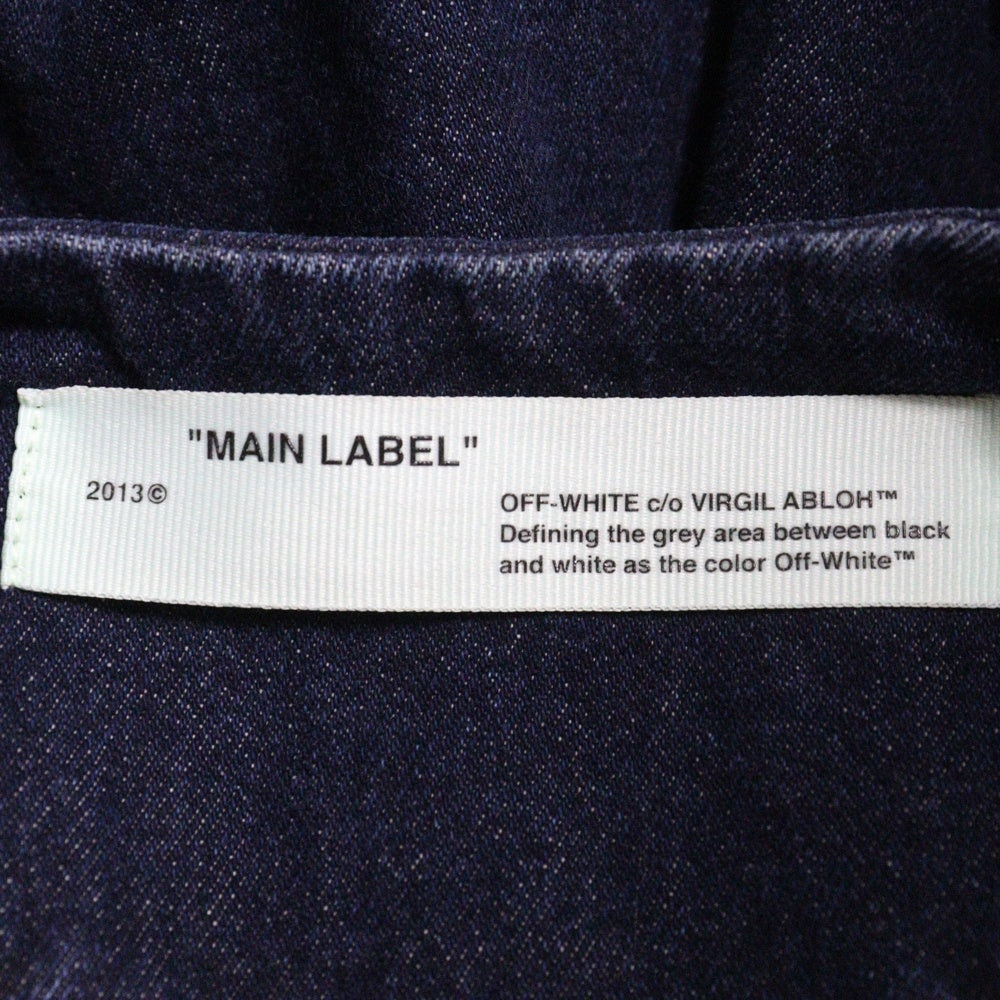 "MAIN LABEL"
2013©
OFF-WHITE c/o VIRGIL ABLOH™
Defining the grey area between black
and white as the color Off-White™